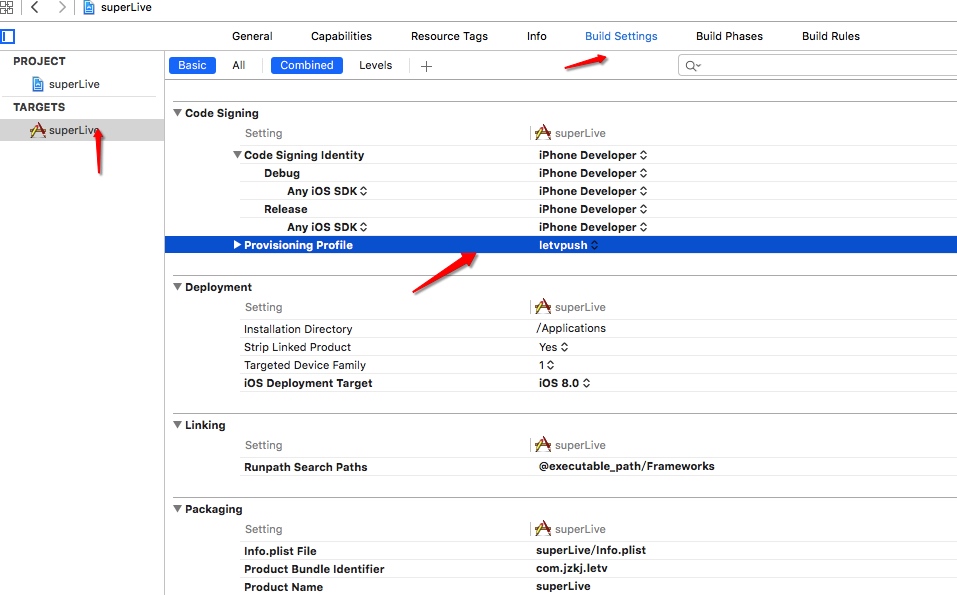 superLive
General Capabilities Resource Tags Info Build Settings Build Phases Build Rules
PROJECT
superLive
TARGETS
superLive
Basic All Combined Levels +
Code Signing
Setting superLive
Code Signing Identity iPhone Developer
Debug iPhone Developer
Any iOS SDK iPhone Developer
Release iPhone Developer
Any iOS SDK iPhone Developer
Provisioning Profile letvpush
Deployment
Setting superLive
Installation Directory /Applications
Strip Linked Product Yes
Targeted Device Family 1
iOS Deployment Target iOS 8.0
Linking
Setting superLive
Runpath Search Paths @executable_path/Frameworks
Packaging
Setting superLive
Info.plist File superLive/Info.plist
Product Bundle Identifier com.jzkj.letv
Product Name superLive